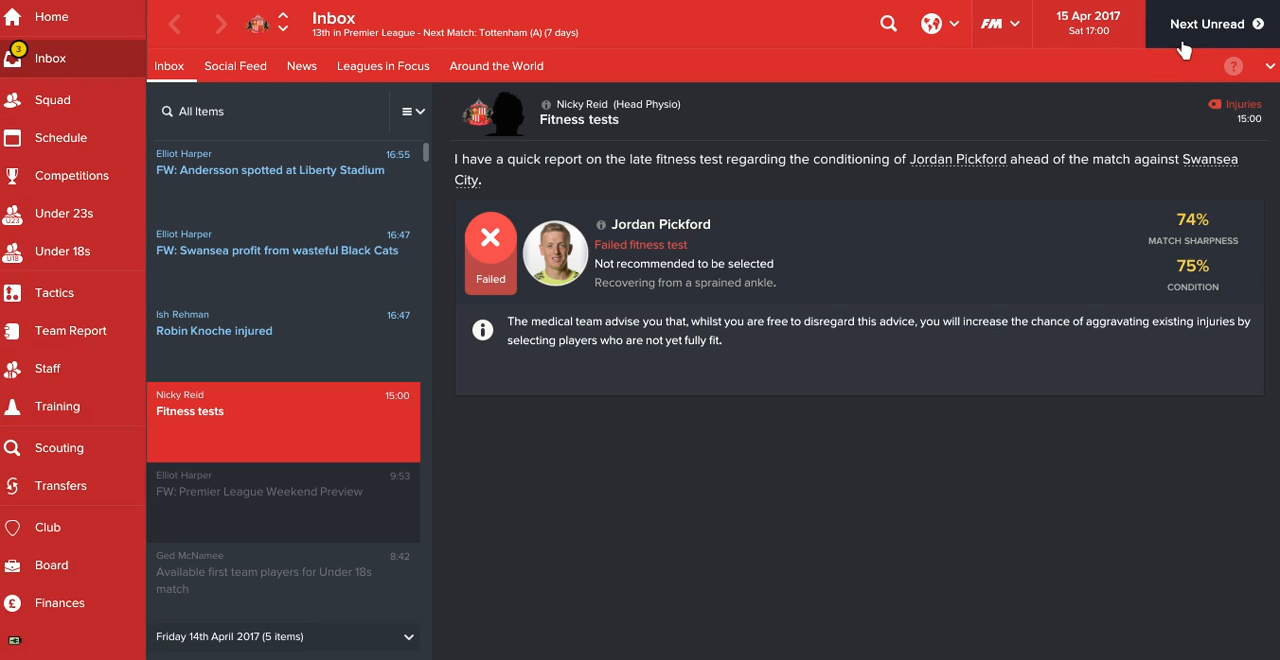 Home
3
Inbox
Squad
Schedule
Competitions
U23
Under 23s
U18
Under 18s
Tactics
Team Report
Staff
Training
Scouting
Transfers
Club
Board
£
Finances
Inbox
13th in Premier League - Next Match: Tottenham (A) (7 days)
FM
15 Apr 2017
Sat 17:00
Next Unread
Inbox
Social Feed
News
Leagues in Focus
Around the World
?
All Items
Elliot Harper 16:55
FW: Andersson spotted at Liberty Stadium
Elliot Harper 16:47
FW: Swansea profit from wasteful Black Cats
Ish Rehman 16:47
Robin Knoche injured
Nicky Reid 15:00
Fitness tests
Elliot Harper 9:53
FW: Premier League Weekend Preview
Ged McNamee 8:42
Available first team players for Under 18s
match
Friday 14th April 2017 (5 items)
Nicky Reid (Head Physio)
Fitness tests
Injuries
15:00
I have a quick report on the late fitness test regarding the conditioning of Jordan Pickford ahead of the match against Swansea
City.
Failed
Jordan Pickford
Failed fitness test
Not recommended to be selected
Recovering from a sprained ankle.
74%
MATCH SHARPNESS
75%
CONDITION
The medical team advise you that, whilst you are free to disregard this advice, you will increase the chance of aggravating existing injuries by
selecting players who are not yet fully fit.